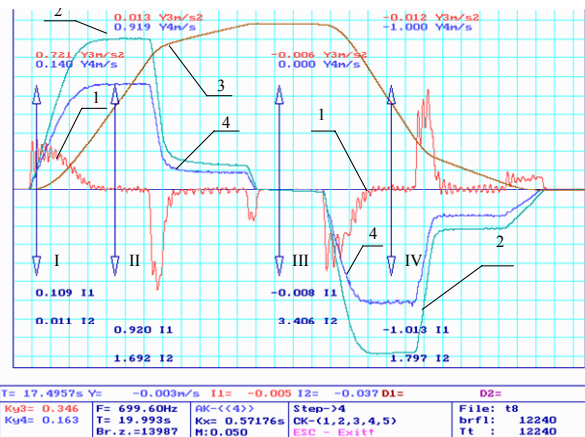 2
0.013 Y3m/s2
0.919 Y4m/s
-0.012 Y3m/s2
-1.000 Y4m/s
0.721 Y3m/s2
0.140 Y4m/s
-0.006 Y3m/s2
0.000 Y4m/s
3
1
4
1
I
II
III
4
IV
2
0.109 I1
0.011 I2
0.920 I1
1.692 I2
-0.008 I1
3.406 I2
-1.013 I1
1.797 I2
T= 17.4957s Y= -0.003m/s I1= -0.005 I2= -0.037 D1= D2=
Ky3= 0.346 F= 699.60Hz AK-<<4>> Step->4 File: t8
Ky4= 0.163 T= 19.993s Kx= 0.57176s CK-(1,2,3,4,5) brfl: 12240
Br.z.=13987 M:0.050 ESC - Exit! Tt : 12240